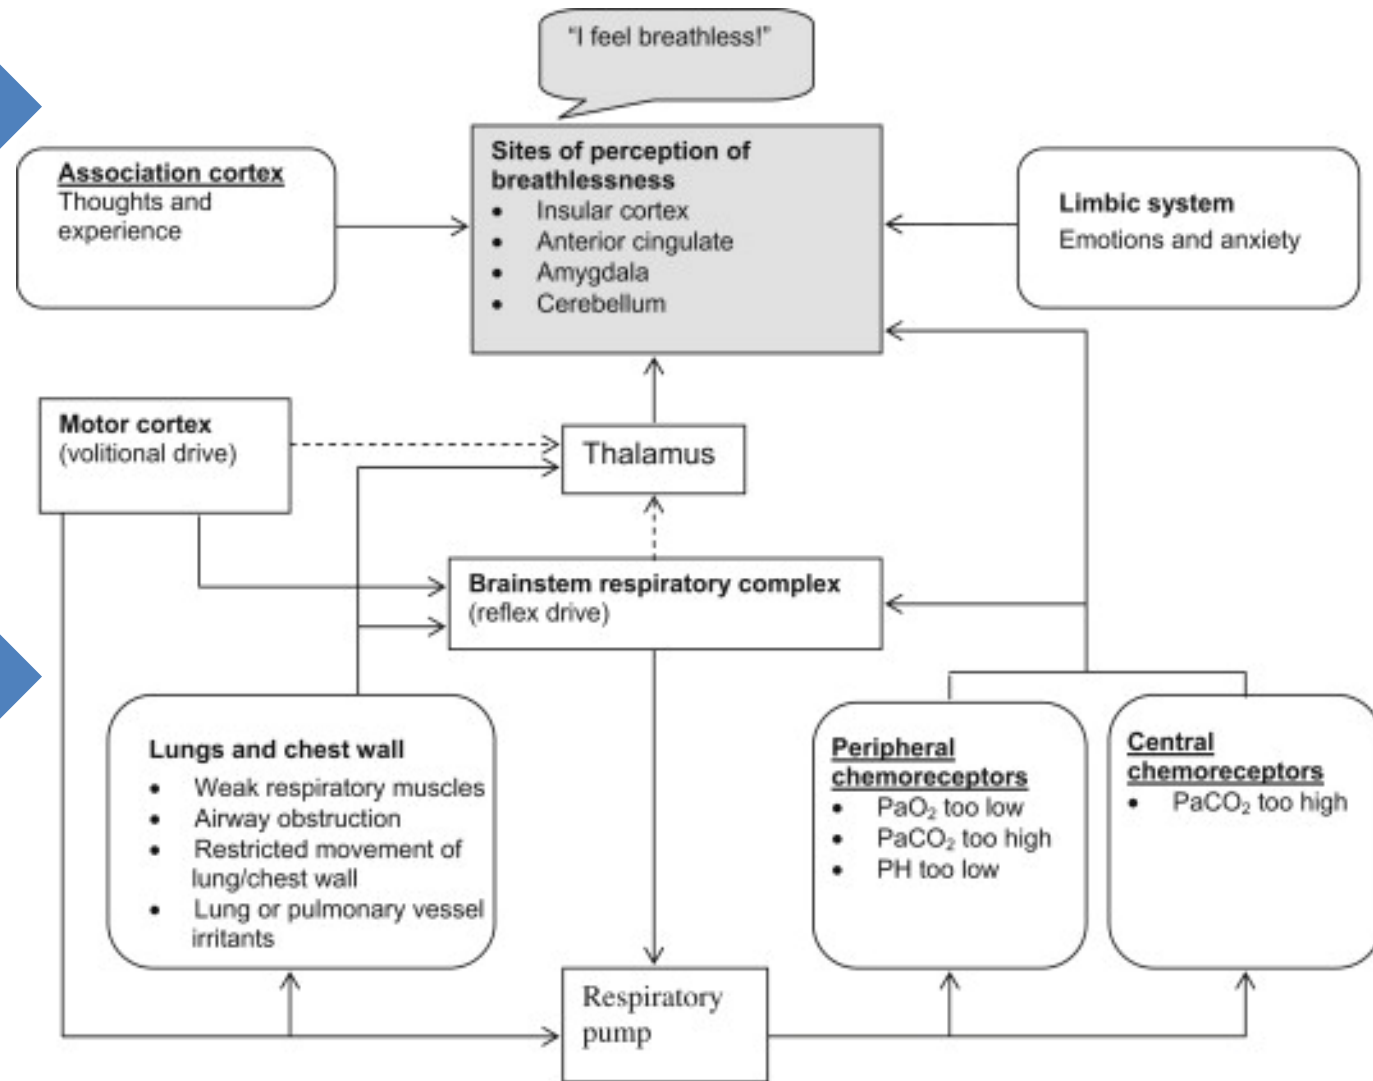 “I feel breathless!”
Sites of perception of
breathlessness
• Insular cortex
• Anterior cingulate
• Amygdala
• Cerebellum
Association cortex
Thoughts and
experience
Limbic system
Emotions and anxiety
Motor cortex
(volitional drive)
Thalamus
Brainstem respiratory complex
(reflex drive)
Lungs and chest wall
• Weak respiratory muscles
• Airway obstruction
• Restricted movement of
lung/chest wall
• Lung or pulmonary vessel
irritants
Peripheral
chemoreceptors
• PaO₂ too low
• PaCO₂ too high
• PH too low
Central
chemoreceptors
• PaCO₂ too high
Respiratory
pump